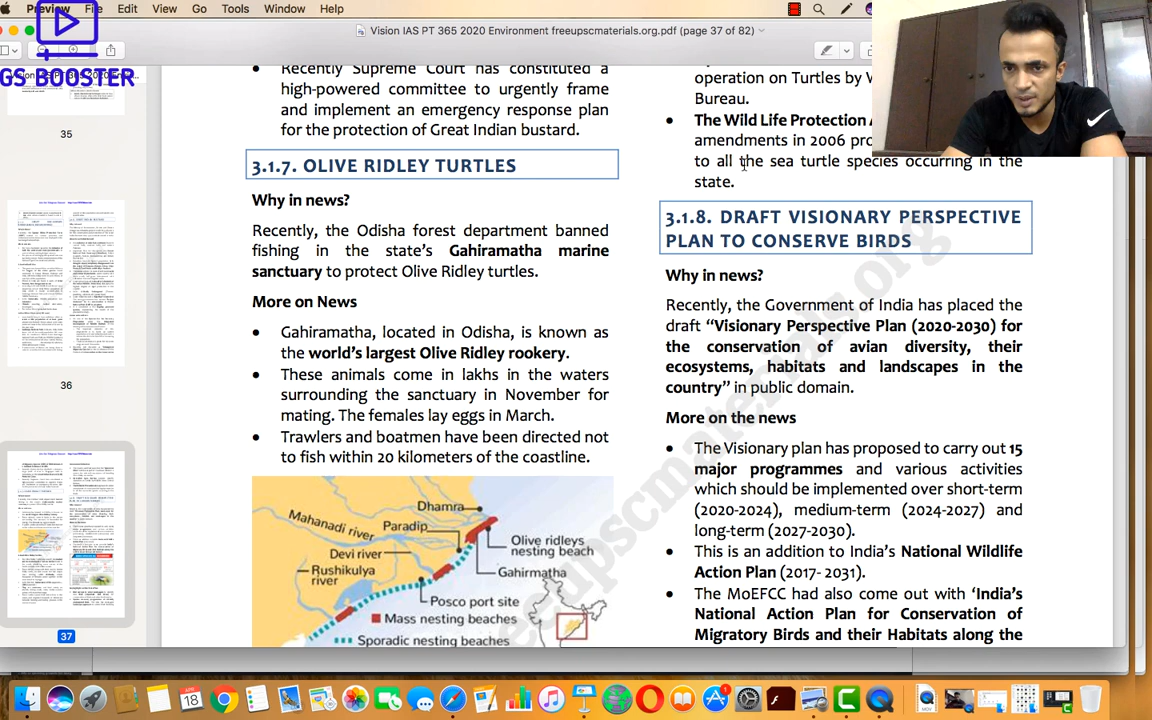 Preview File Edit View Go Tools Window Help
Vision IAS PT 365 2020 Environment freeupscmaterials.org.pdf (page 37 of 82)
GS BOOSTER
35
36
37
Recently Supreme Court has constituted a
high-powered committee to urgently frame
and implement an emergency response plan
for the protection of Great Indian bustard.
3.1.7. OLIVE RIDLEY TURTLES
Why in news?
Recently, the Odisha forest department banned
fishing in the state's Gahirmatha marine
sanctuary to protect Olive Ridley turtles.
More on News
• Gahirmatha, located in Odisha, is known as
the world's largest Olive Ridley rookery.
• These animals come in lakhs in the waters
surrounding the sanctuary in November for
mating. The females lay eggs in March.
• Trawlers and boatmen have been directed not
to fish within 20 kilometers of the coastline.
Dhamra
Mahanadi river
Paradip
Olive ridleys
nesting beach
Devi river
Gahirmtha
Rushikulya
river
Posco port site
Mass nesting beaches
Sporadic nesting beaches
operation on Turtles by W
Bureau.
• The Wild Life Protection A
amendments in 2006 pro
to all the sea turtle species occurring in the
state.
3.1.8. DRAFT VISIONARY PERSPECTIVE
PLAN TO CONSERVE BIRDS
Why in news?
Recently, the Government of India has placed the
draft "Visionary Perspective Plan (2020-2030) for
the conservation of avian diversity, their
ecosystems, habitats and landscapes in the
country" in public domain.
More on the news
• The Visionary plan has proposed to carry out 15
major programmes and various activities
which should be implemented over short-term
(2020-2024), medium-term (2024-2027) and
long-term (2027-2030).
• This is an addition to India's National Wildlife
Action Plan (2017- 2031).
• The MoEFCC had also come out with 'India's
National Action Plan for Conservation of
Migratory Birds and their Habitats along the
APR
18